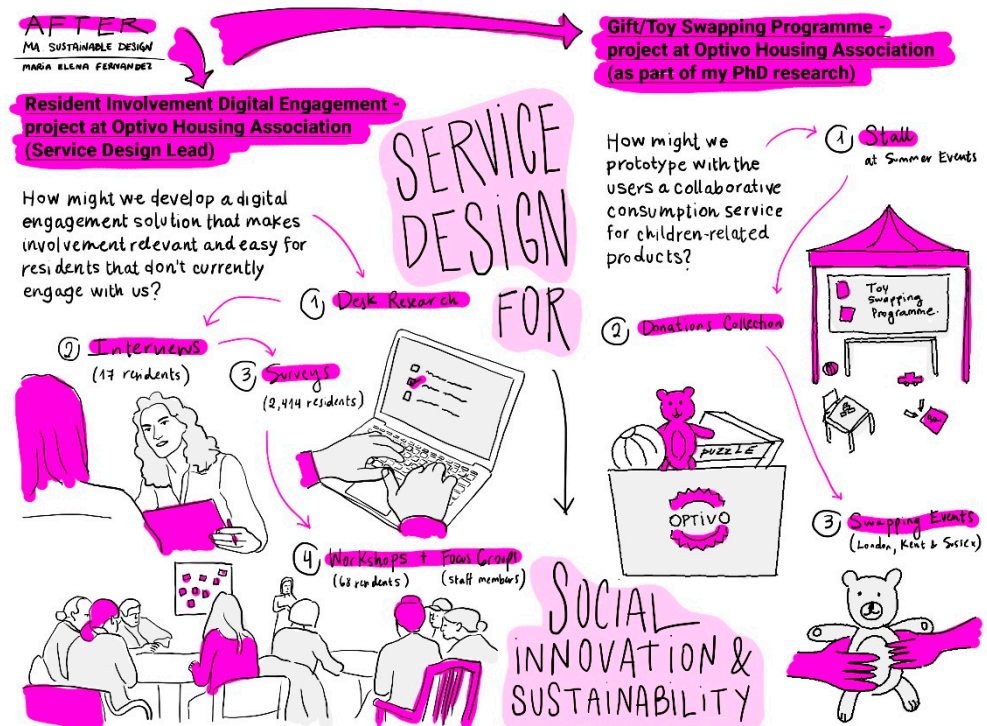 AFTER
MA SUSTAINABLE DESIGN
MARÍA ELENA FERNANDEZ
Resident Involvement Digital Engagement -
project at Optivo Housing Association
(Service Design Lead)
How might we develop a digital
engagement solution that makes
involvement relevant and easy for
residents that don't currently
engage with us?
1 Desk Research
2 Interviews
(17 residents)
3 Surveys
(2,414 residents)
4 Workshops + Focus Groups
(68 residents) (staff members)
SERVICE
DESIGN
FOR
SOCIAL
INNOVATION &
SUSTAINABILITY
Gift/Toy Swapping Programme -
project at Optivo Housing Association
(as part of my PhD research)
How might we
prototype with the
users a collaborative
consumption service
for children-related
products?
1 Stall
at Summer Events
Toy
Swapping
Programme.
2 Donations Collection
PUZZLE
OPTIVO
3 Swapping Events
(London, Kent & Sussex)